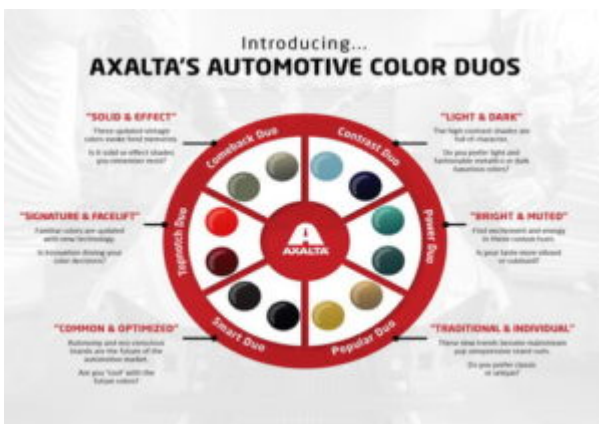 Introducing...
AXALTA'S AUTOMOTIVE COLOR DUOS
"SOLID & EFFECT"
These updated vintage
colors evoke fond memories.
Is it solid or effect shades
you remember most?
"LIGHT & DARK"
The high contrast shades are
full of character.
Do you prefer light and
fashionable metallics or dark
luxurious colors?
"SIGNATURE & FACELIFT"
Familiar colors are updated
with new technology.
Is innovation driving your
color decisions?
"BRIGHT & MUTED"
Find excitement and energy
in these custom hues.
Is your taste more vibrant
or subdued?
"COMMON & OPTIMIZED"
Autonomy and eco-conscious
brands are the future of the
automotive market.
Are you "cool" with the
future colors?
"TRADITIONAL & INDIVIDUAL"
These new trends become mainstream
Do you prefer classic
or unique?
Comeback Duo
Contrast Duo
Power Duo
Popular Duo
Smart Duo
Topnotch Duo
AXALTA